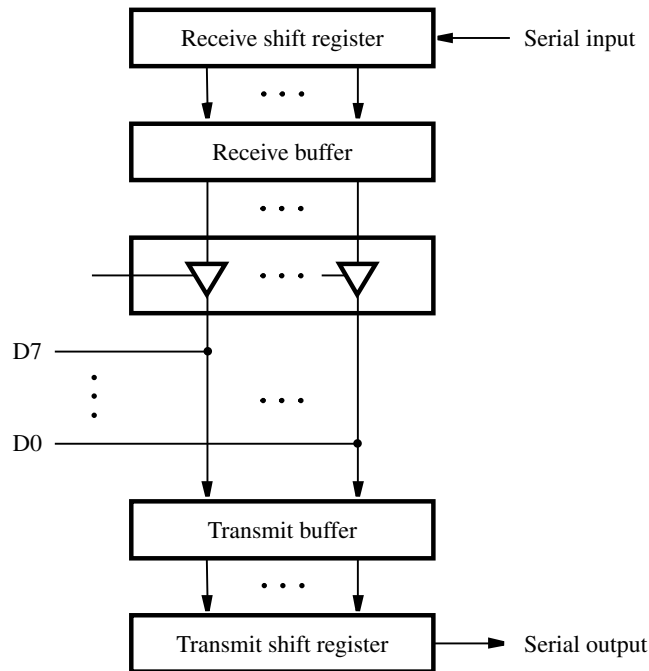 Receive shift register
Serial input
Receive buffer
D7
D0
Transmit buffer
Transmit shift register
Serial output